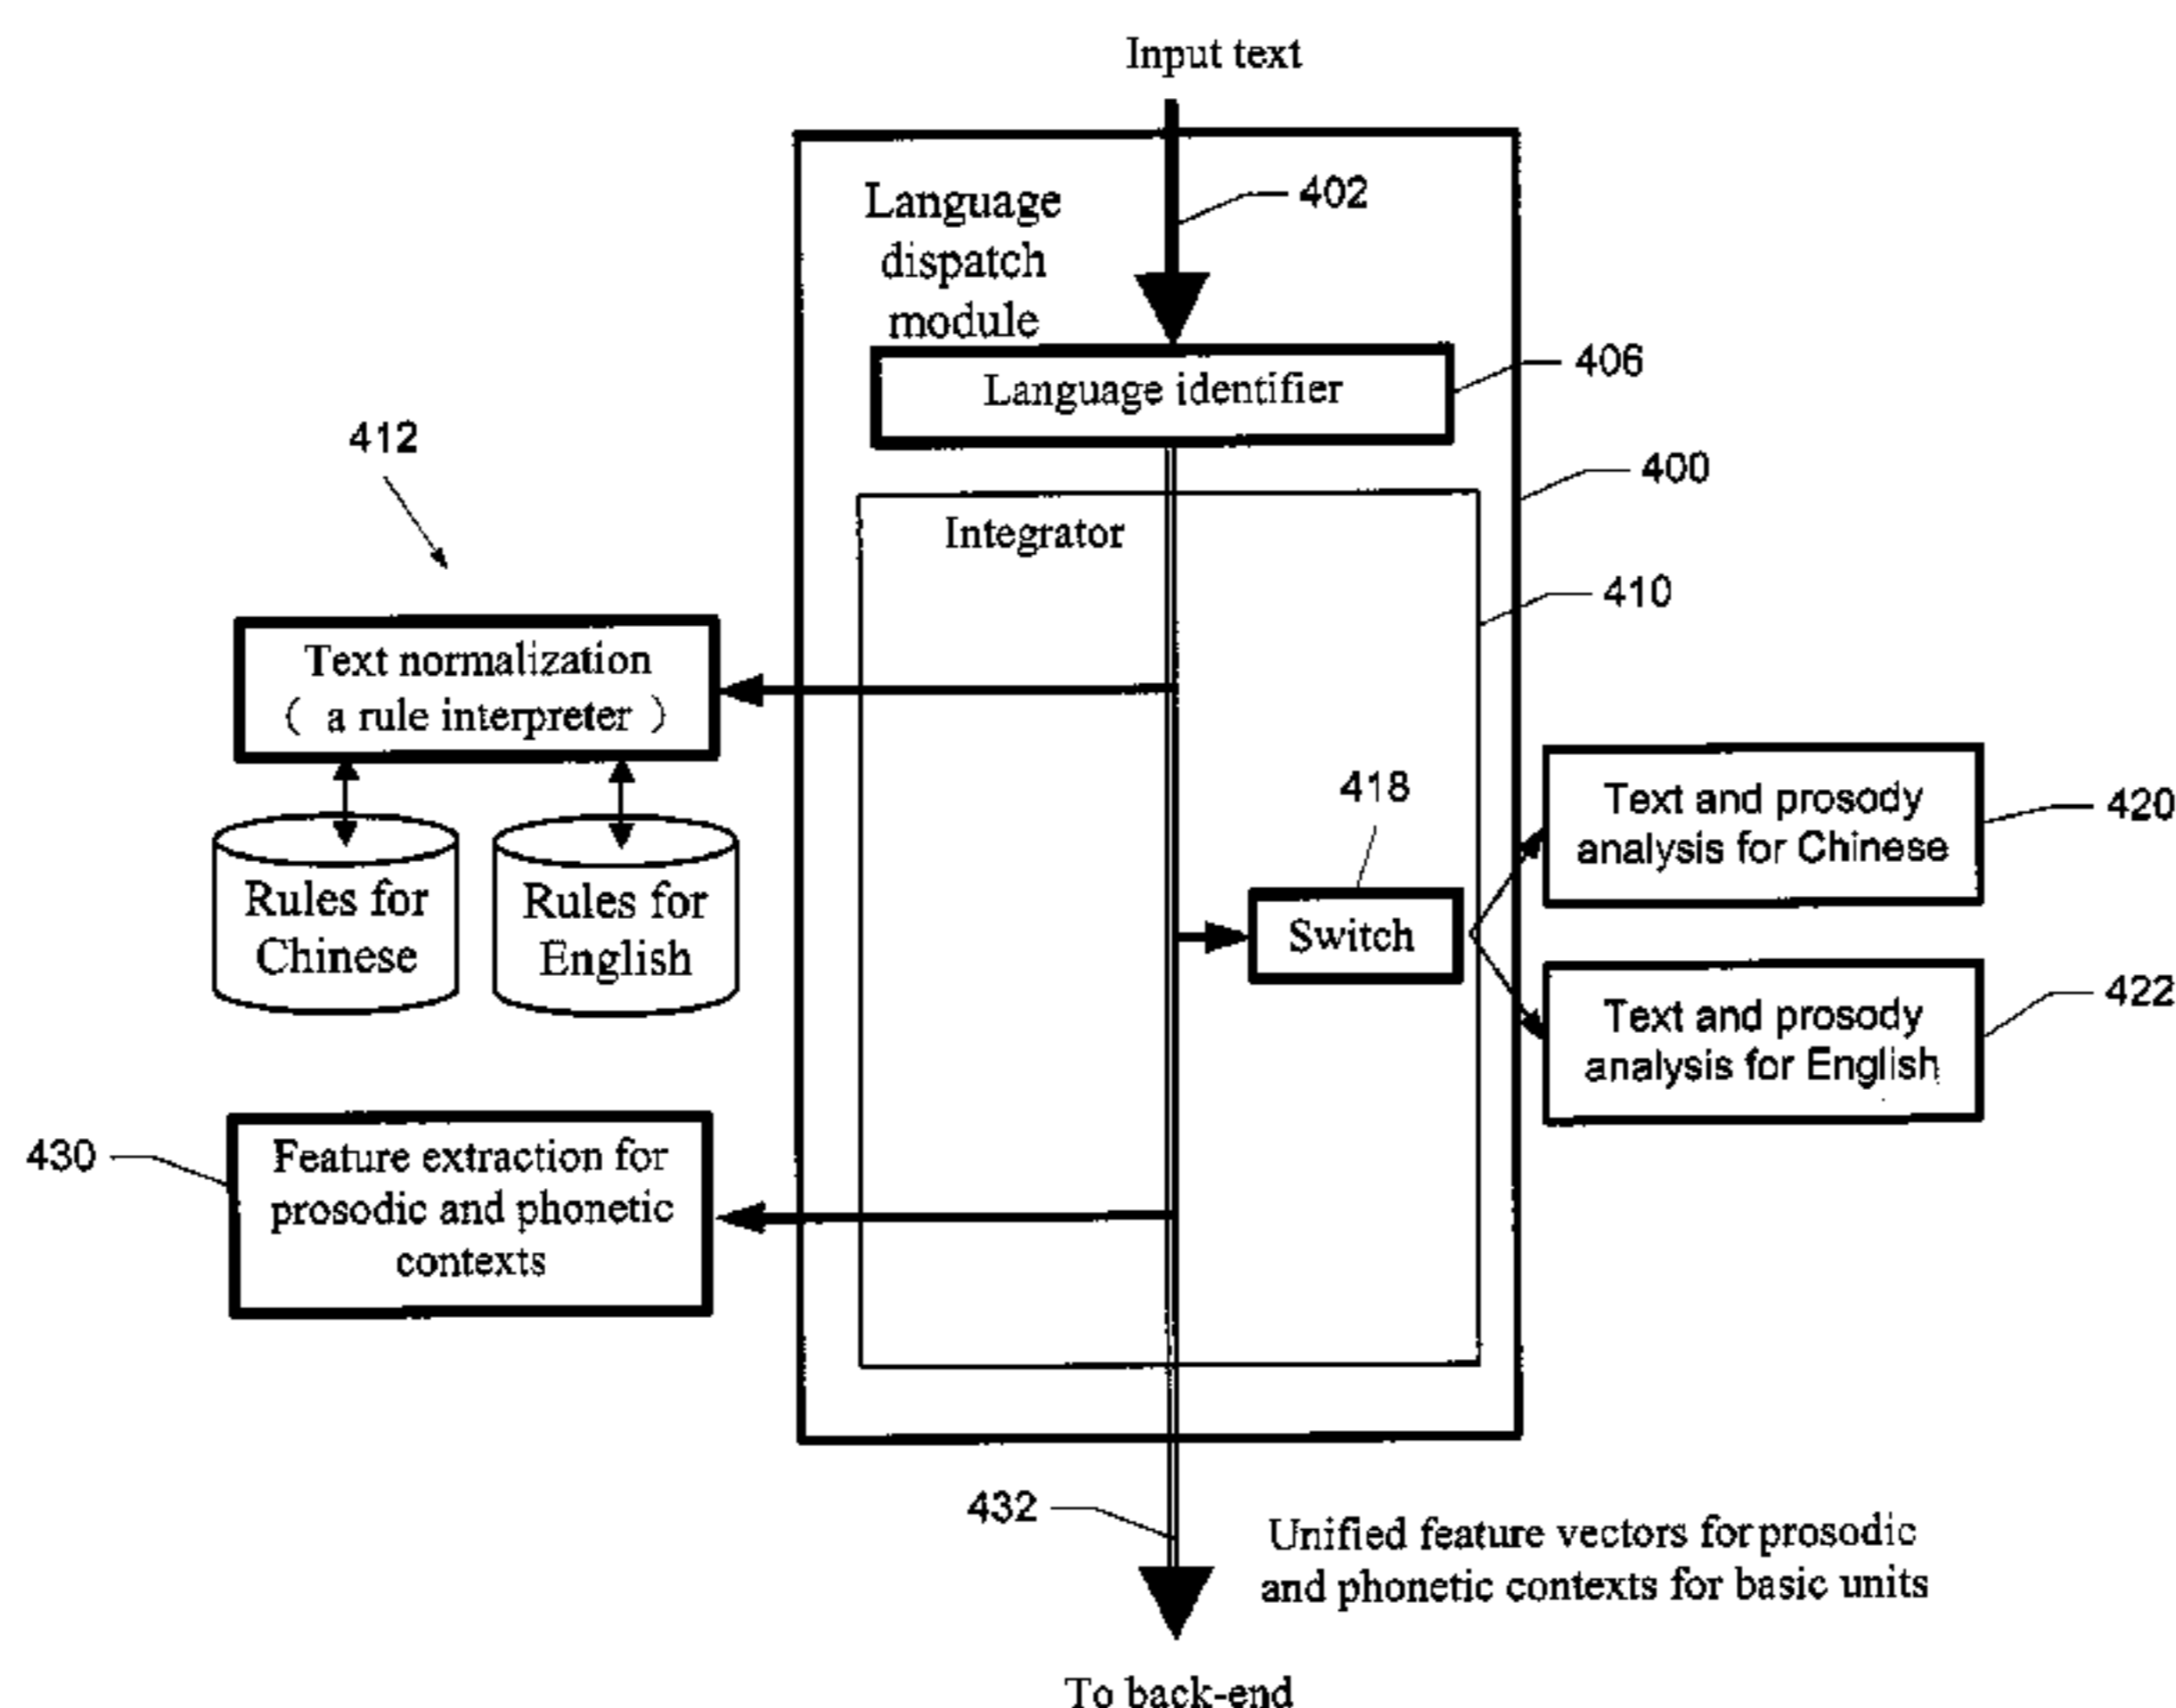 Input text
402
Language
dispatch
module
406
Language identifier
412
400
Integrator
410
Text normalization
( a rule interpreter )
418
Text and prosody
analysis for Chinese
420
Rules for
Chinese
Rules for
English
Switch
422
Text and prosody
analysis for English
430
Feature extraction for
prosodic and phonetic
contexts
432
Unified feature vectors for prosodic
and phonetic contexts for basic units
To back-end